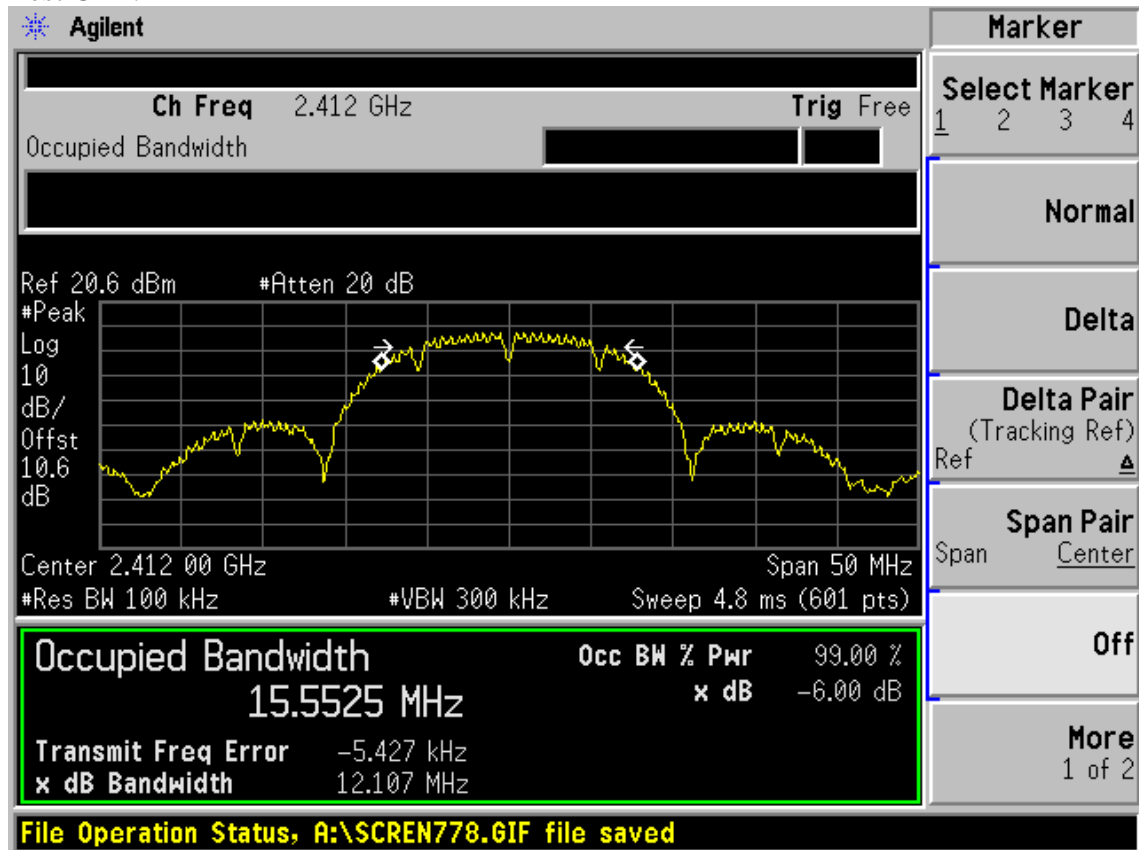 Agilent
Marker
Ch Freq 2.412 GHz Trig Free
Occupied Bandwidth
Select Marker
1 2 3 4
Normal
Delta
Delta Pair
(Tracking Ref)
Ref Δ
Span Pair
Span Center
Off
More
1 of 2
Ref 20.6 dBm #Atten 20 dB
#Peak
Log
10
dB/
Offst
10.6
dB
Center 2.412 00 GHz Span 50 MHz
#Res BW 100 kHz #VBW 300 kHz Sweep 4.8 ms (601 pts)
Occupied Bandwidth Occ BW % Pwr 99.00 %
15.5525 MHz x dB -6.00 dB
Transmit Freq Error -5.427 kHz
x dB Bandwidth 12.107 MHz
File Operation Status, A:\SCREN778.GIF file saved